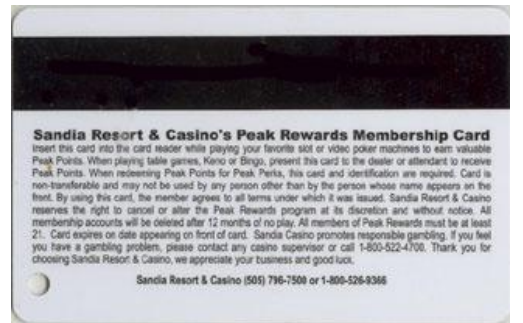 Sandia Resort & Casino's Peak Rewards Membership Card
Insert this card into the card reader while playing your favorite slot or video poker machines to earn valuable
Peak Points. When playing table games, Keno or Bingo, present this card to the dealer or attendant to receive
Peak Points. When redeeming Peak Points for Peak Perks, this card and identification are required. Card is
non-transferable and may not be used by any person other than by the person whose name appears on the
front. By using this card, the member agrees to all terms under which it was issued. Sandia Resort & Casino
reserves the right to cancel or alter the Peak Rewards program at its discretion and without notice. All
membership accounts will be deleted after 12 months of no play. All members of Peak Rewards must be at least
21. Card expires on date appearing on front of card. Sandia Casino promotes responsible gambling. If you feel
you have a gambling problem, please contact any casino supervisor or call 1-800-522-4700. Thank you for
choosing Sandia Resort & Casino, we appreciate your business and good luck.
Sandia Resort & Casino (505) 796-7500 or 1-800-526-9366